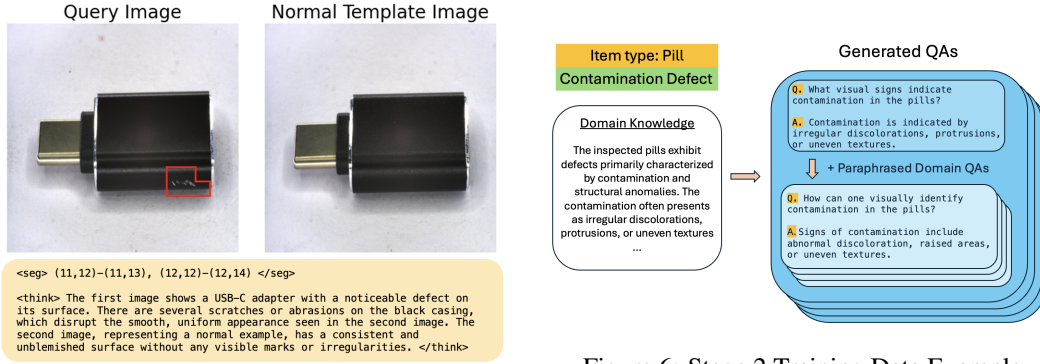 Query Image
Normal Template Image
<seg> (11,12)-(11,13), (12,12)-(12,14) </seg>
<think> The first image shows a USB-C adapter with a noticeable defect on
its surface. There are several scratches or abrasions on the black casing,
which disrupt the smooth, uniform appearance seen in the second image. The
second image, representing a normal example, has a consistent and
unblemished surface without any visible marks or irregularities. </think>
Item type: Pill
Contamination Defect
Domain Knowledge
The inspected pills exhibit
defects primarily characterized
by contamination and
structural anomalies. The
contamination often presents
as irregular discolorations,
protrusions, or uneven textures
...
Generated QAs
Q. What visual signs indicate
contamination in the pills?
A. Contamination is indicated by
irregular discolorations, protrusions,
or uneven textures.
+ Paraphrased Domain QAs
Q. How can one visually identify
contamination in the pills?
A. Signs of contamination include
abnormal discoloration, raised areas,
or uneven textures.
Figure 6: Stage 2 Training Data Example